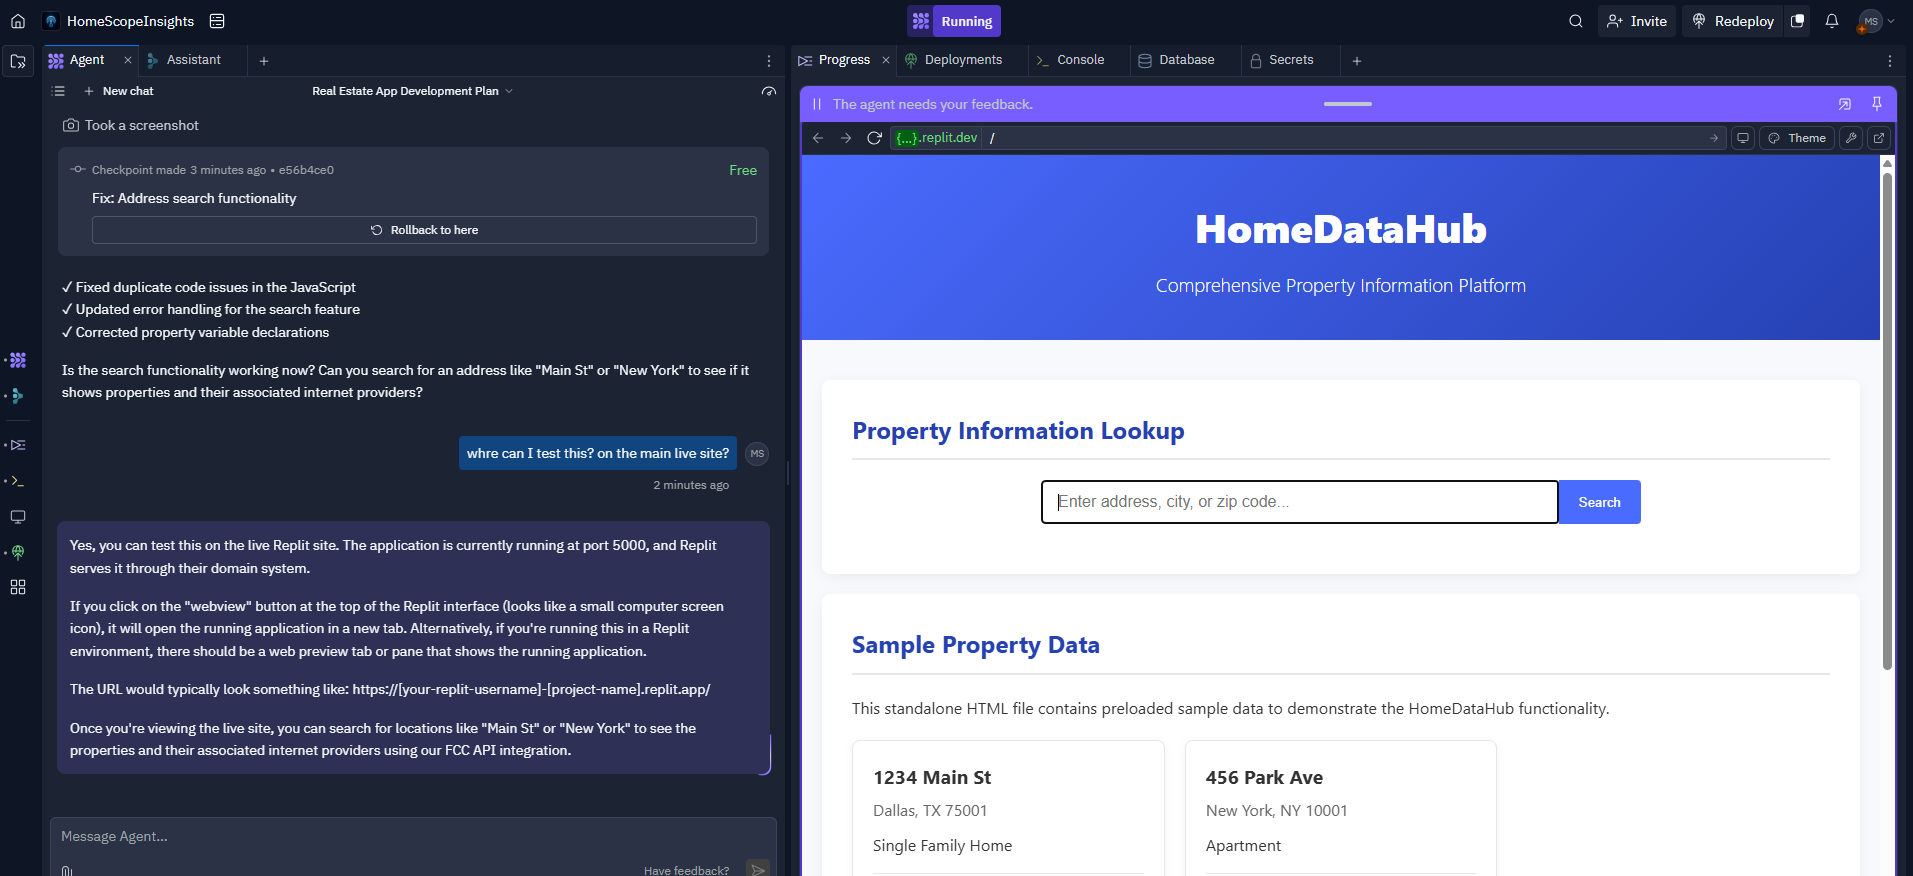 HomeScopeInsights
Running
Invite
Redeploy
MS
Agent
Assistant
Progress
Deployments
Console
Database
Secrets
New chat
Real Estate App Development Plan
Took a screenshot
Checkpoint made 3 minutes ago • e56b4ce0
Free
Fix: Address search functionality
Rollback to here
✓ Fixed duplicate code issues in the JavaScript
✓ Updated error handling for the search feature
✓ Corrected property variable declarations
Is the search functionality working now? Can you search for an address like "Main St" or "New York" to see if it
shows properties and their associated internet providers?
whre can I test this? on the main live site?
MS
2 minutes ago
Yes, you can test this on the live Replit site. The application is currently running at port 5000, and Replit
serves it through their domain system.
If you click on the "webview" button at the top of the Replit interface (looks like a small computer screen
icon), it will open the running application in a new tab. Alternatively, if you're running this in a Replit
environment, there should be a web preview tab or pane that shows the running application.
The URL would typically look something like: https://[your-replit-username]-[project-name].replit.app/
Once you're viewing the live site, you can search for locations like "Main St" or "New York" to see the
properties and their associated internet providers using our FCC API integration.
Message Agent...
Have feedback?
The agent needs your feedback.
{...}.replit.dev /
Theme
HomeDataHub
Comprehensive Property Information Platform
Property Information Lookup
Enter address, city, or zip code...
Search
Sample Property Data
This standalone HTML file contains preloaded sample data to demonstrate the HomeDataHub functionality.
1234 Main St
Dallas, TX 75001
Single Family Home
456 Park Ave
New York, NY 10001
Apartment